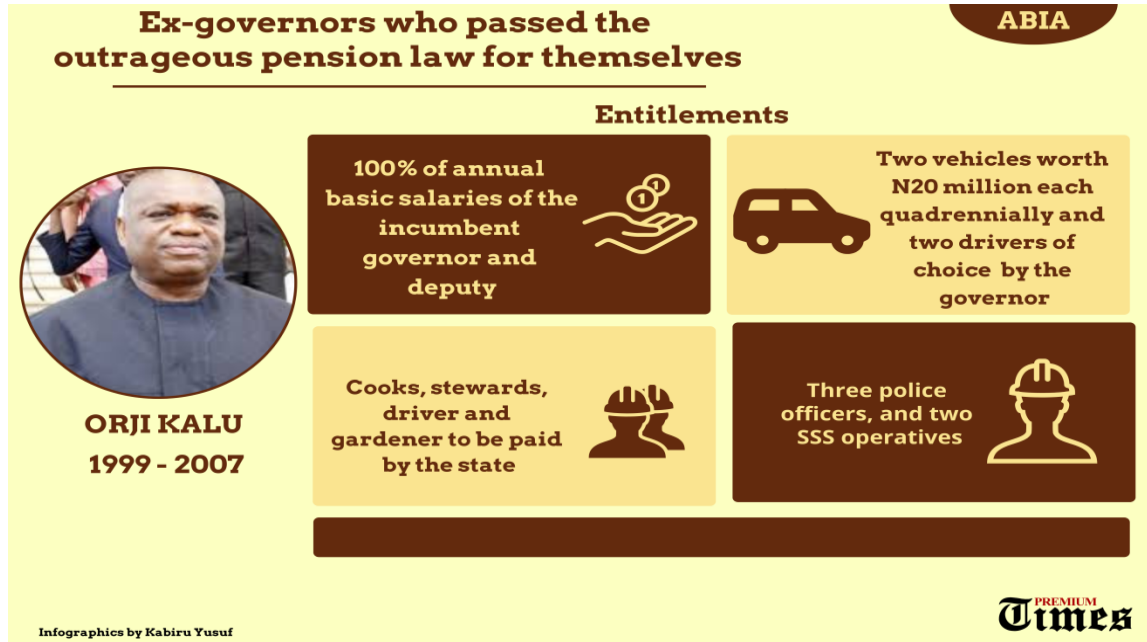 Ex-governors who passed the
outrageous pension law for themselves
ABIA
Entitlements
100% of annual
basic salaries of the
incumbent
governor and
deputy
1
1
Two vehicles worth
N20 million each
quadrennially and
two drivers of
choice by the
governor
Cooks, stewards,
driver and
gardener to be paid
by the state
Three police
officers, and two
SSS operatives
ORJI KALU
1999 - 2007
Infographics by Kabiru Yusuf
PREMIUM
Times